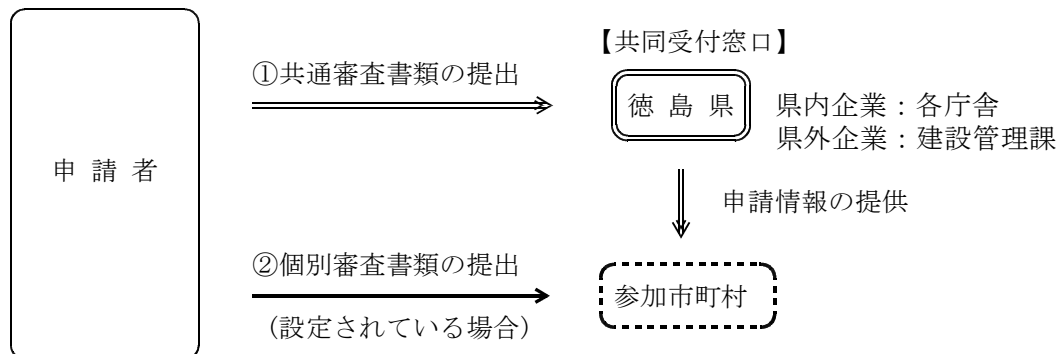 【共同受付窓口】
①共通審査書類の提出
徳島県
県内企業：各庁舎
県外企業：建設管理課
申請者
申請情報の提供
②個別審査書類の提出
参加市町村
（設定されている場合）